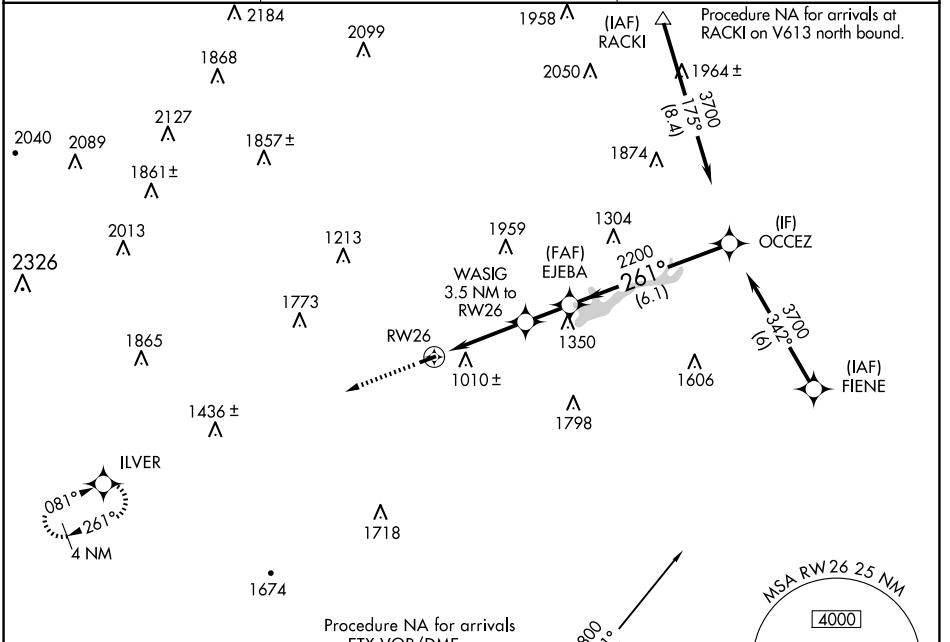 2184
1958
(IAF)
RACKI
Procedure NA for arrivals at
RACKI on V613 north bound.
2099
1868
2050
1964 ±
3700
175°
(8.4)
2127
2040
2089
1857 ±
1874
1861 ±
2013
1213
1959
1304
(IF)
OCCEZ
(FAF)
EJEBA
2200
261°
(6.1)
2326
WASIG
3.5 NM to
RW26
1773
3700
342°
(6)
RW26
1350
1865
1010 ±
1606
(IAF)
FIENE
1798
1436 ±
ILVER
081°
261°
4 NM
1718
1674
MSA RW26 25 NM
4000
Procedure NA for arrivals